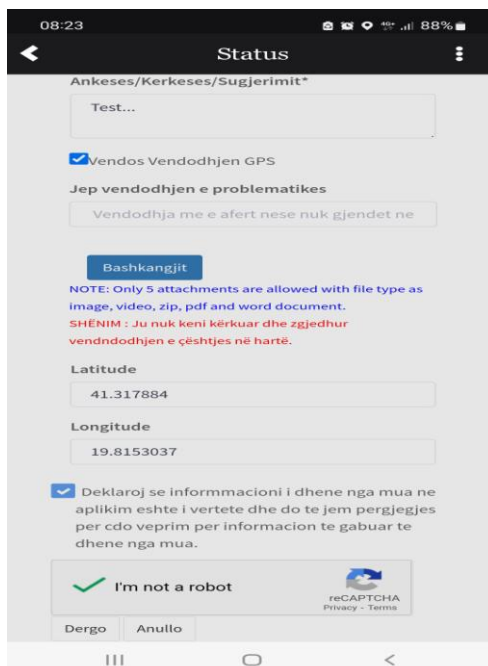 08:23
88%
Status
Ankeses/Kerkeses/Sugjerimit*
Test...
Vendos Vendodhjen GPS
Jep vendodhjen e problematikes
Vendodhja me e afert nese nuk gjendet ne
Bashkangjit
NOTE: Only 5 attachments are allowed with file type as
image, video, zip, pdf and word document.
SHËNIM : Ju nuk keni kërkuar dhe zgjedhur
vendndodhjen e çështjes në hartë.
Latitude
41.317884
Longitude
19.8153037
Deklaroj se informmacioni i dhene nga mua ne
aplikim eshte i vertete dhe do te jem pergjegjes
per cdo veprim per informacion te gabuar te
dhene nga mua.
I'm not a robot
reCAPTCHA
Privacy - Terms
Dergo Anullo